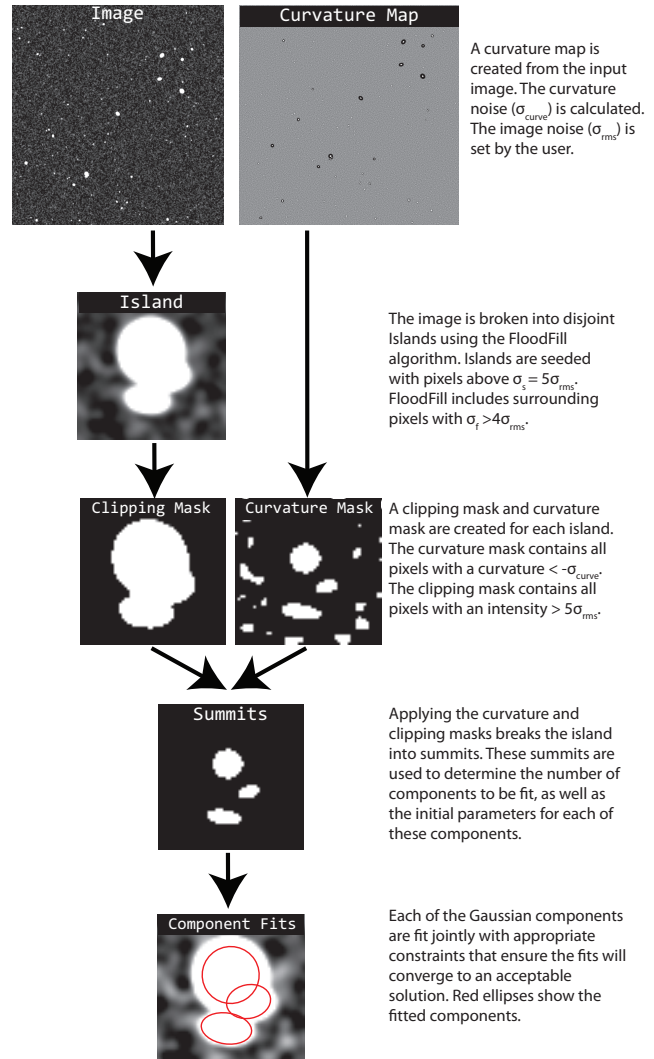 Image
Curvature Map
A curvature map is
created from the input
image. The curvature
noise (σcurve) is calculated.
The image noise (σrms) is
set by the user.
Island
The image is broken into disjoint
Islands using the FloodFill
algorithm. Islands are seeded
with pixels above σs = 5σrms.
FloodFill includes surrounding
pixels with σf >4σrms.
Clipping Mask
Curvature Mask
A clipping mask and curvature
mask are created for each island.
The curvature mask contains all
pixels with a curvature < -σcurve.
The clipping mask contains all
pixels with an intensity > 5σrms.
Summits
Applying the curvature and
clipping masks breaks the island
into summits. These summits are
used to determine the number of
components to be fit, as well as
the initial parameters for each of
these components.
Component Fits
Each of the Gaussian components
are fit jointly with appropriate
constraints that ensure the fits will
converge to an acceptable
solution. Red ellipses show the
fitted components.